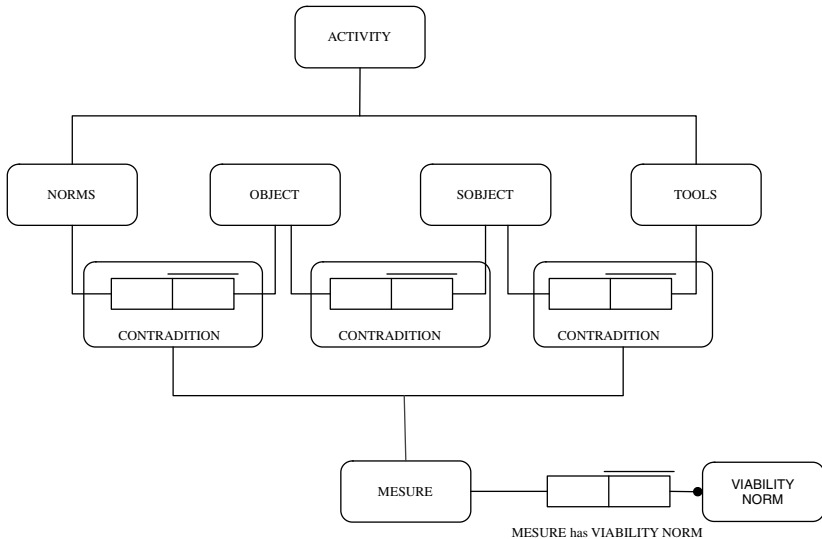 ACTIVITY
NORMS
OBJECT
SOBJECT
TOOLS
CONTRADITION
CONTRADITION
CONTRADITION
MESURE
VIABILITY
NORM
MESURE has VIABILITY NORM